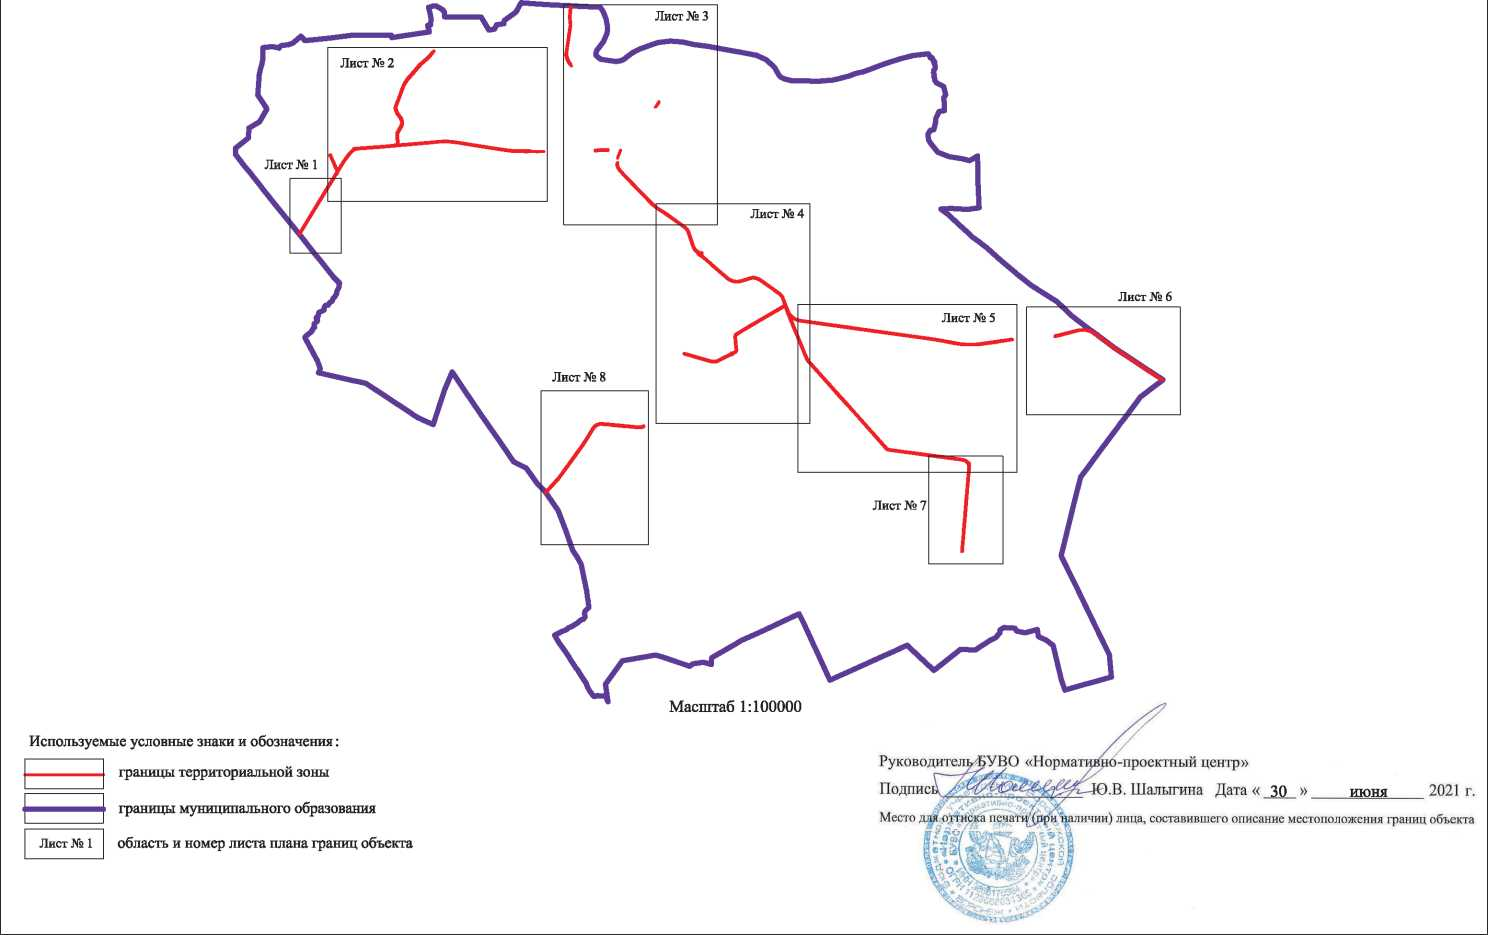 Лист № 3
Лист № 2
Лист № 1
Лист № 4
Лист № 6
Лист № 5
Лист № 8
Лист № 7
Масштаб 1:100000
Используемые условные знаки и обозначения:
границы территориальной зоны
границы муниципального образования
Лист № 1 область и номер листа плана границ объекта
Руководитель БУВО «Нормативно-проектный центр»
Подпись Ю.В. Шалыгина Дата « 30 » июня 2021 г.
Место для оттиска печати (при наличии) лица, составившего описание местоположения границ объекта